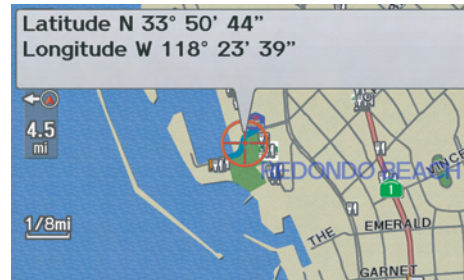 Latitude N 33° 50' 44"
Longitude W 118° 23' 39"
4.5
mi
REDONDO BEACH
VINCE
1
1/8mi
THE
EMERALD
GARNET